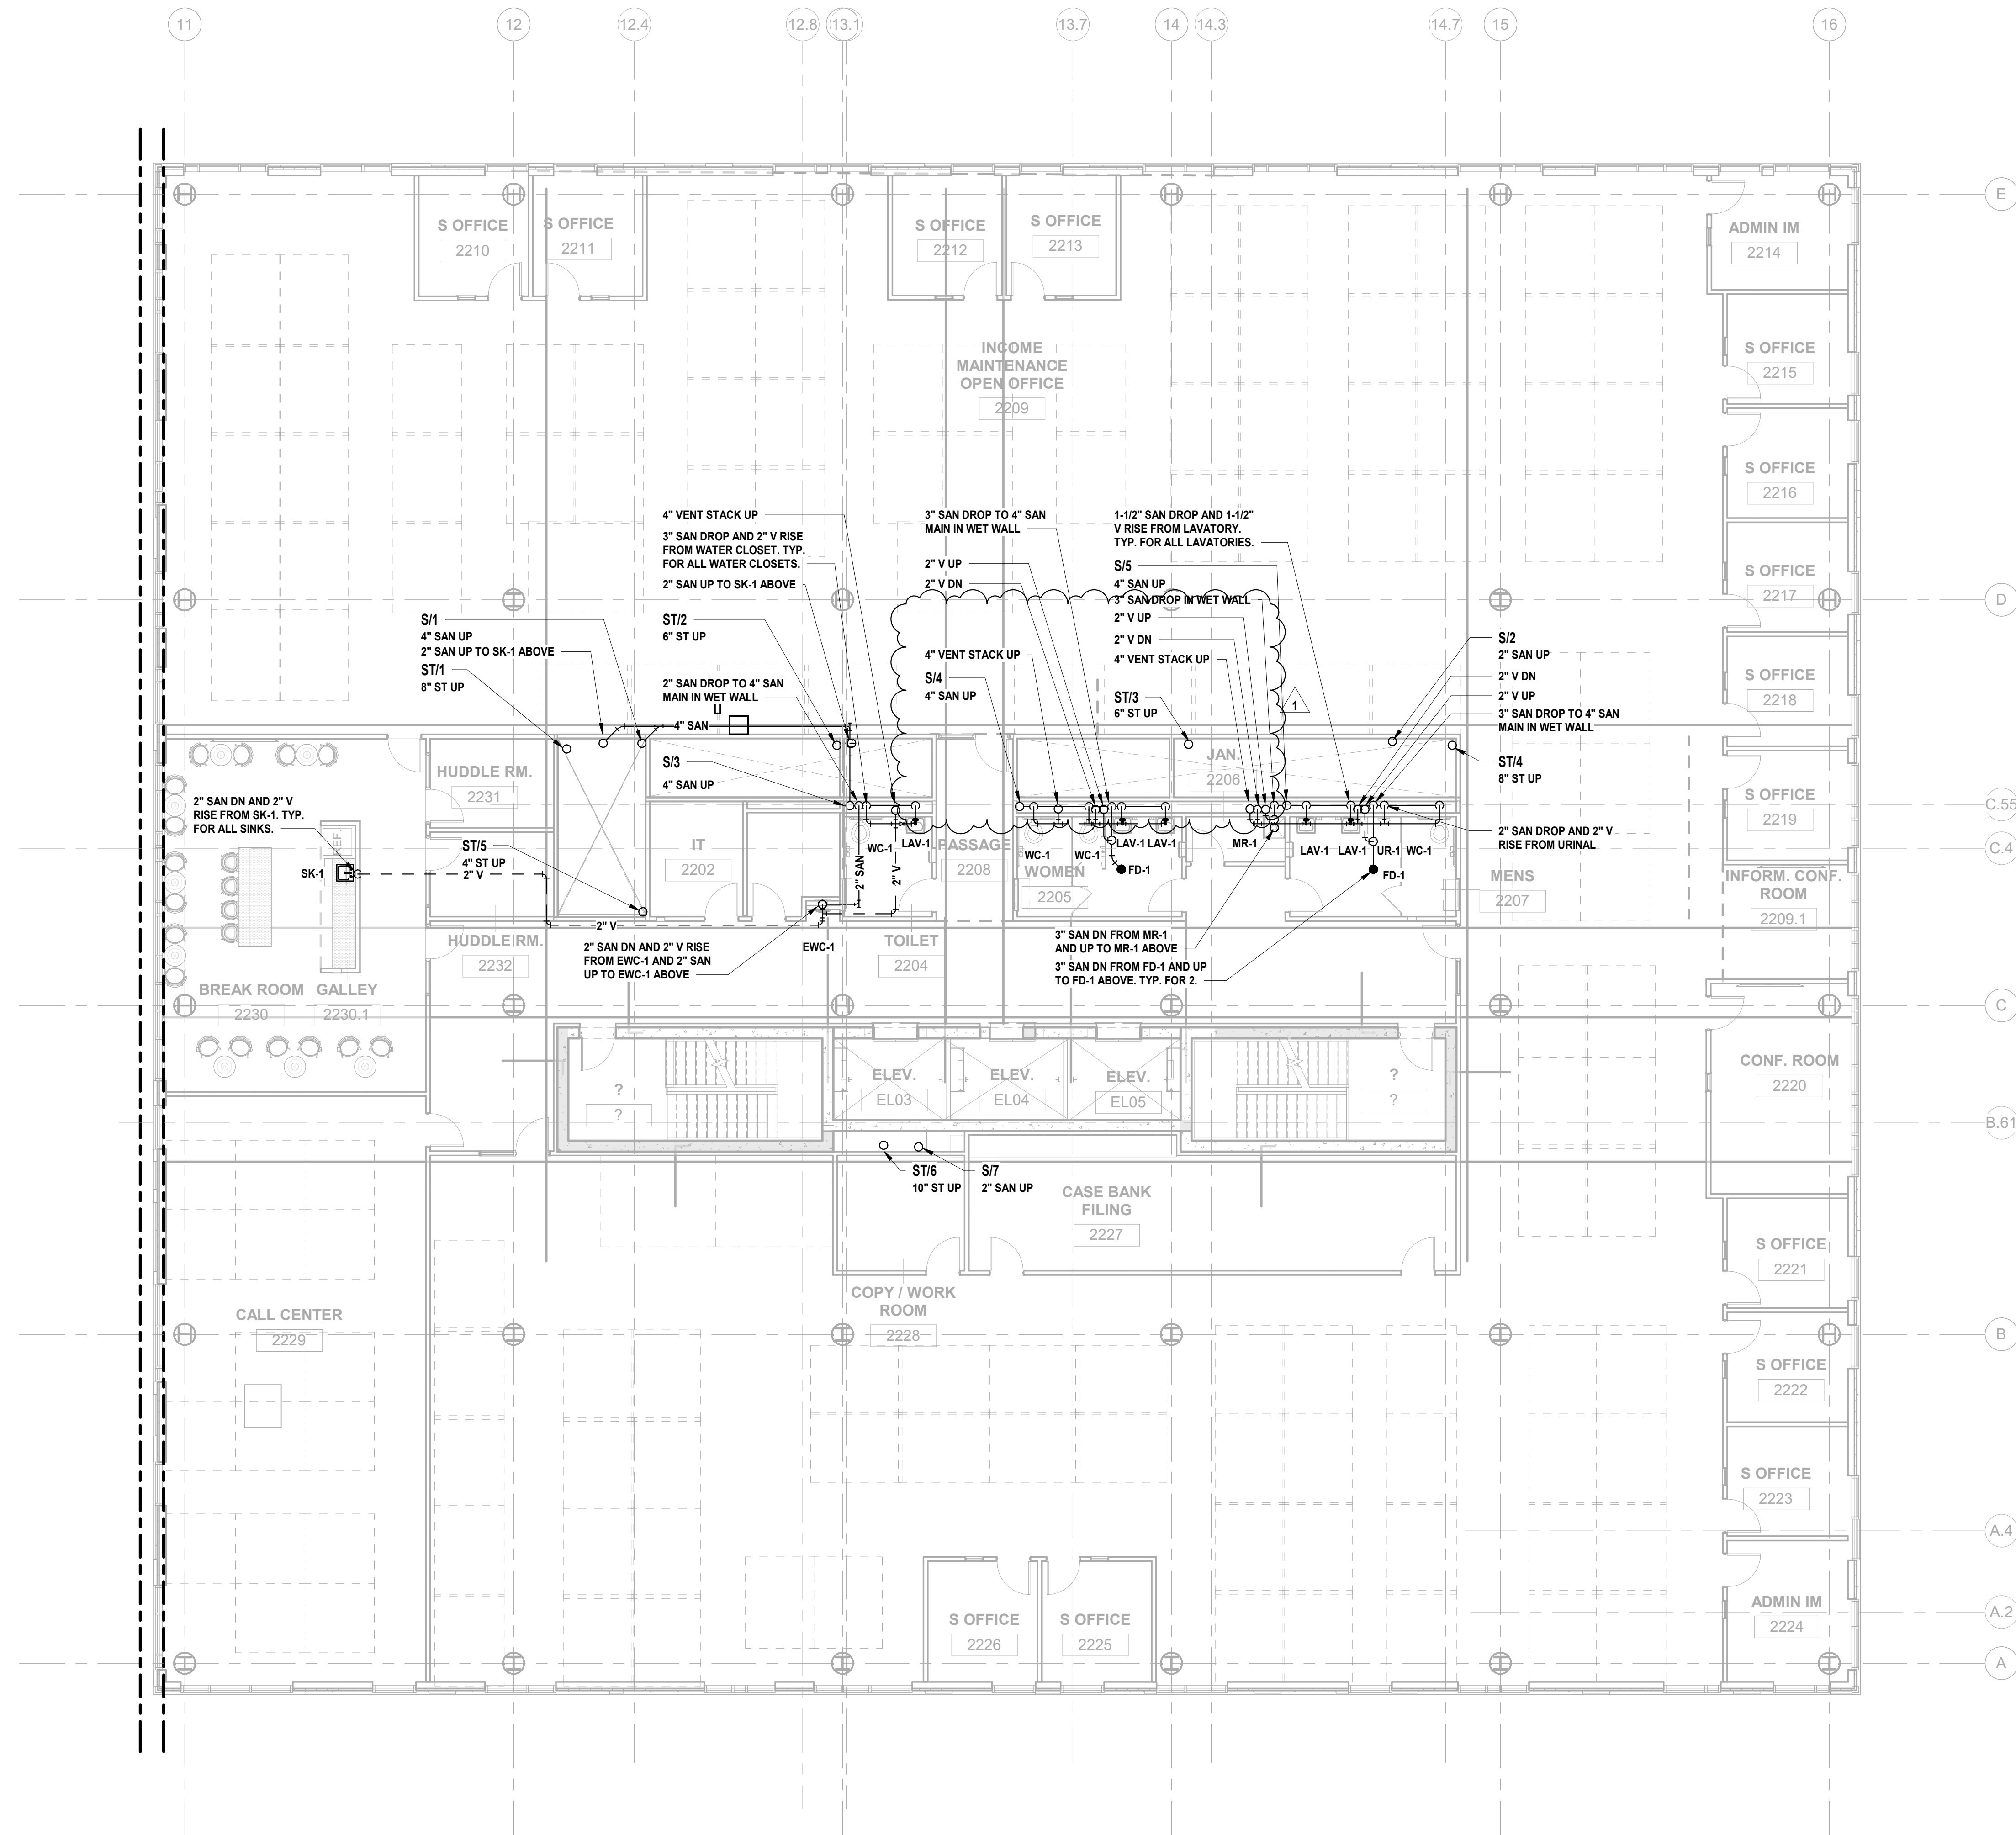 11
12
12.4
12.8
13.1
13.7
14
14.3
14.7
15
16
E
S OFFICE
2210
S OFFICE
2211
S OFFICE
2212
S OFFICE
2213
ADMIN IM
2214
S OFFICE
2215
INCOME
MAINTENANCE
OPEN OFFICE
2209
S OFFICE
2216
4" VENT STACK UP
3" SAN DROP AND 2" V RISE
FROM WATER CLOSET. TYP.
FOR ALL WATER CLOSETS.
2" SAN UP TO SK-1 ABOVE
3" SAN DROP TO 4" SAN
MAIN IN WET WALL
2" V UP
2" V DN
1-1/2" SAN DROP AND 1-1/2"
V RISE FROM LAVATORY.
TYP. FOR ALL LAVATORIES.
S/5
4" SAN UP
3" SAN DROP IN WET WALL
2" V UP
2" V DN
4" VENT STACK UP
S OFFICE
2217
D
S/1
4" SAN UP
2" SAN UP TO SK-1 ABOVE
ST/1
8" ST UP
ST/2
6" ST UP
2" SAN DROP TO 4" SAN
MAIN IN WET WALL
4" SAN
4" VENT STACK UP
S/4
4" SAN UP
ST/3
6" ST UP
1
S/2
2" SAN UP
2" V DN
2" V UP
3" SAN DROP TO 4" SAN
MAIN IN WET WALL
ST/4
8" ST UP
S OFFICE
2218
S OFFICE
2219
C.55
C.4
HUDDLE RM.
2231
S/3
4" SAN UP
JAN.
2206
2" SAN DN AND 2" V
RISE FROM SK-1. TYP.
FOR ALL SINKS.
REF.
SK-1
ST/5
4" ST UP
2" V
IT
2202
WC-1
LAV-1
2" SAN
2" V
PASSAGE
2208
WC-1
WC-1
LAV-1
LAV-1
FD-1
WOMEN
2205
MR-1
LAV-1
LAV-1
UR-1
WC-1
FD-1
2" SAN DROP AND 2" V
RISE FROM URINAL
MENS
2207
INFORM. CONF.
ROOM
2209.1
2" V
HUDDLE RM.
2232
2" SAN DN AND 2" V RISE
FROM EWC-1 AND 2" SAN
UP TO EWC-1 ABOVE
EWC-1
TOILET
2204
3" SAN DN FROM MR-1
AND UP TO MR-1 ABOVE
3" SAN DN FROM FD-1 AND UP
TO FD-1 ABOVE. TYP. FOR 2.
BREAK ROOM
2230
GALLEY
2230.1
C
?
?
ELEV.
EL03
ELEV.
EL04
ELEV.
EL05
?
?
CONF. ROOM
2220
B.61
ST/6
10" ST UP
S/7
2" SAN UP
CASE BANK
FILING
2227
S OFFICE
2221
COPY / WORK
ROOM
2228
CALL CENTER
2229
B
S OFFICE
2222
S OFFICE
2223
A.4
S OFFICE
2226
S OFFICE
2225
ADMIN IM
2224
A.2
A